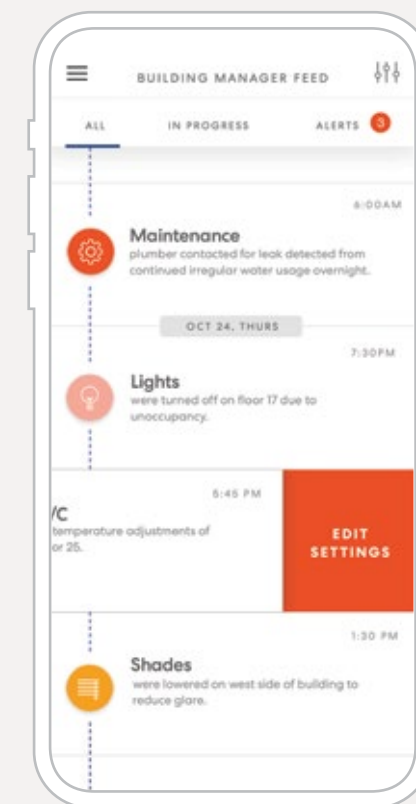 BUILDING MANAGER FEED
ALL IN PROGRESS ALERTS 3
6:00AM
Maintenance
plumber contacted for leak detected from
continued irregular water usage overnight.
OCT 24, THURS
7:30PM
Lights
were turned off on floor 17 due to
unoccupancy.
5:45 PM
/C
temperature adjustments of
or 25.
EDIT
SETTINGS
1:30 PM
Shades
were lowered on west side of building to
reduce glare.